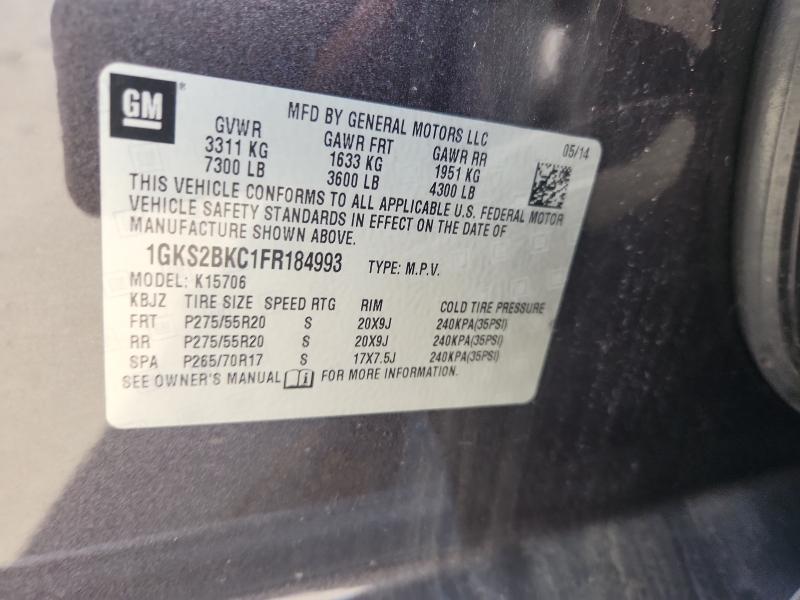 GM®
MFD BY GENERAL MOTORS LLC
GVWR GAWR FRT GAWR RR 05/14
3311 KG 1633 KG 1951 KG
7300 LB 3600 LB 4300 LB
THIS VEHICLE CONFORMS TO ALL APPLICABLE U.S. FEDERAL MOTOR
VEHICLE SAFETY STANDARDS IN EFFECT ON THE DATE OF
MANUFACTURE SHOWN ABOVE.
1GKS2BKC1FR184993 TYPE: M.P.V.
MODEL: K15706
KBJZ TIRE SIZE SPEED RTG RIM COLD TIRE PRESSURE
FRT P275/55R20 S 20X9J 240KPA(35PSI)
RR P275/55R20 S 20X9J 240KPA(35PSI)
SPA P265/70R17 S 17X7.5J 240KPA(35PSI)
SEE OWNER'S MANUAL FOR MORE INFORMATION.